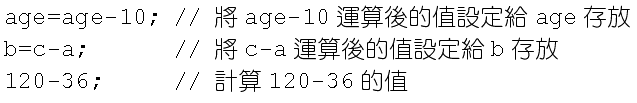 age=age-10; // 將 age-10 運算後的值設定給 age 存放
b=c-a; // 將 c-a 運算後的值設定給 b 存放
120-36; // 計算 120-36 的值